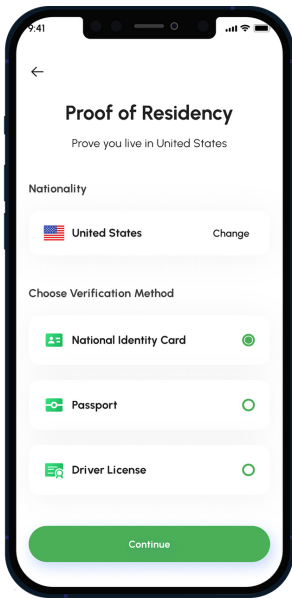 9:41
Proof of Residency
Prove you live in United States
Nationality
United States Change
Choose Verification Method
National Identity Card
Passport
Driver License
Continue